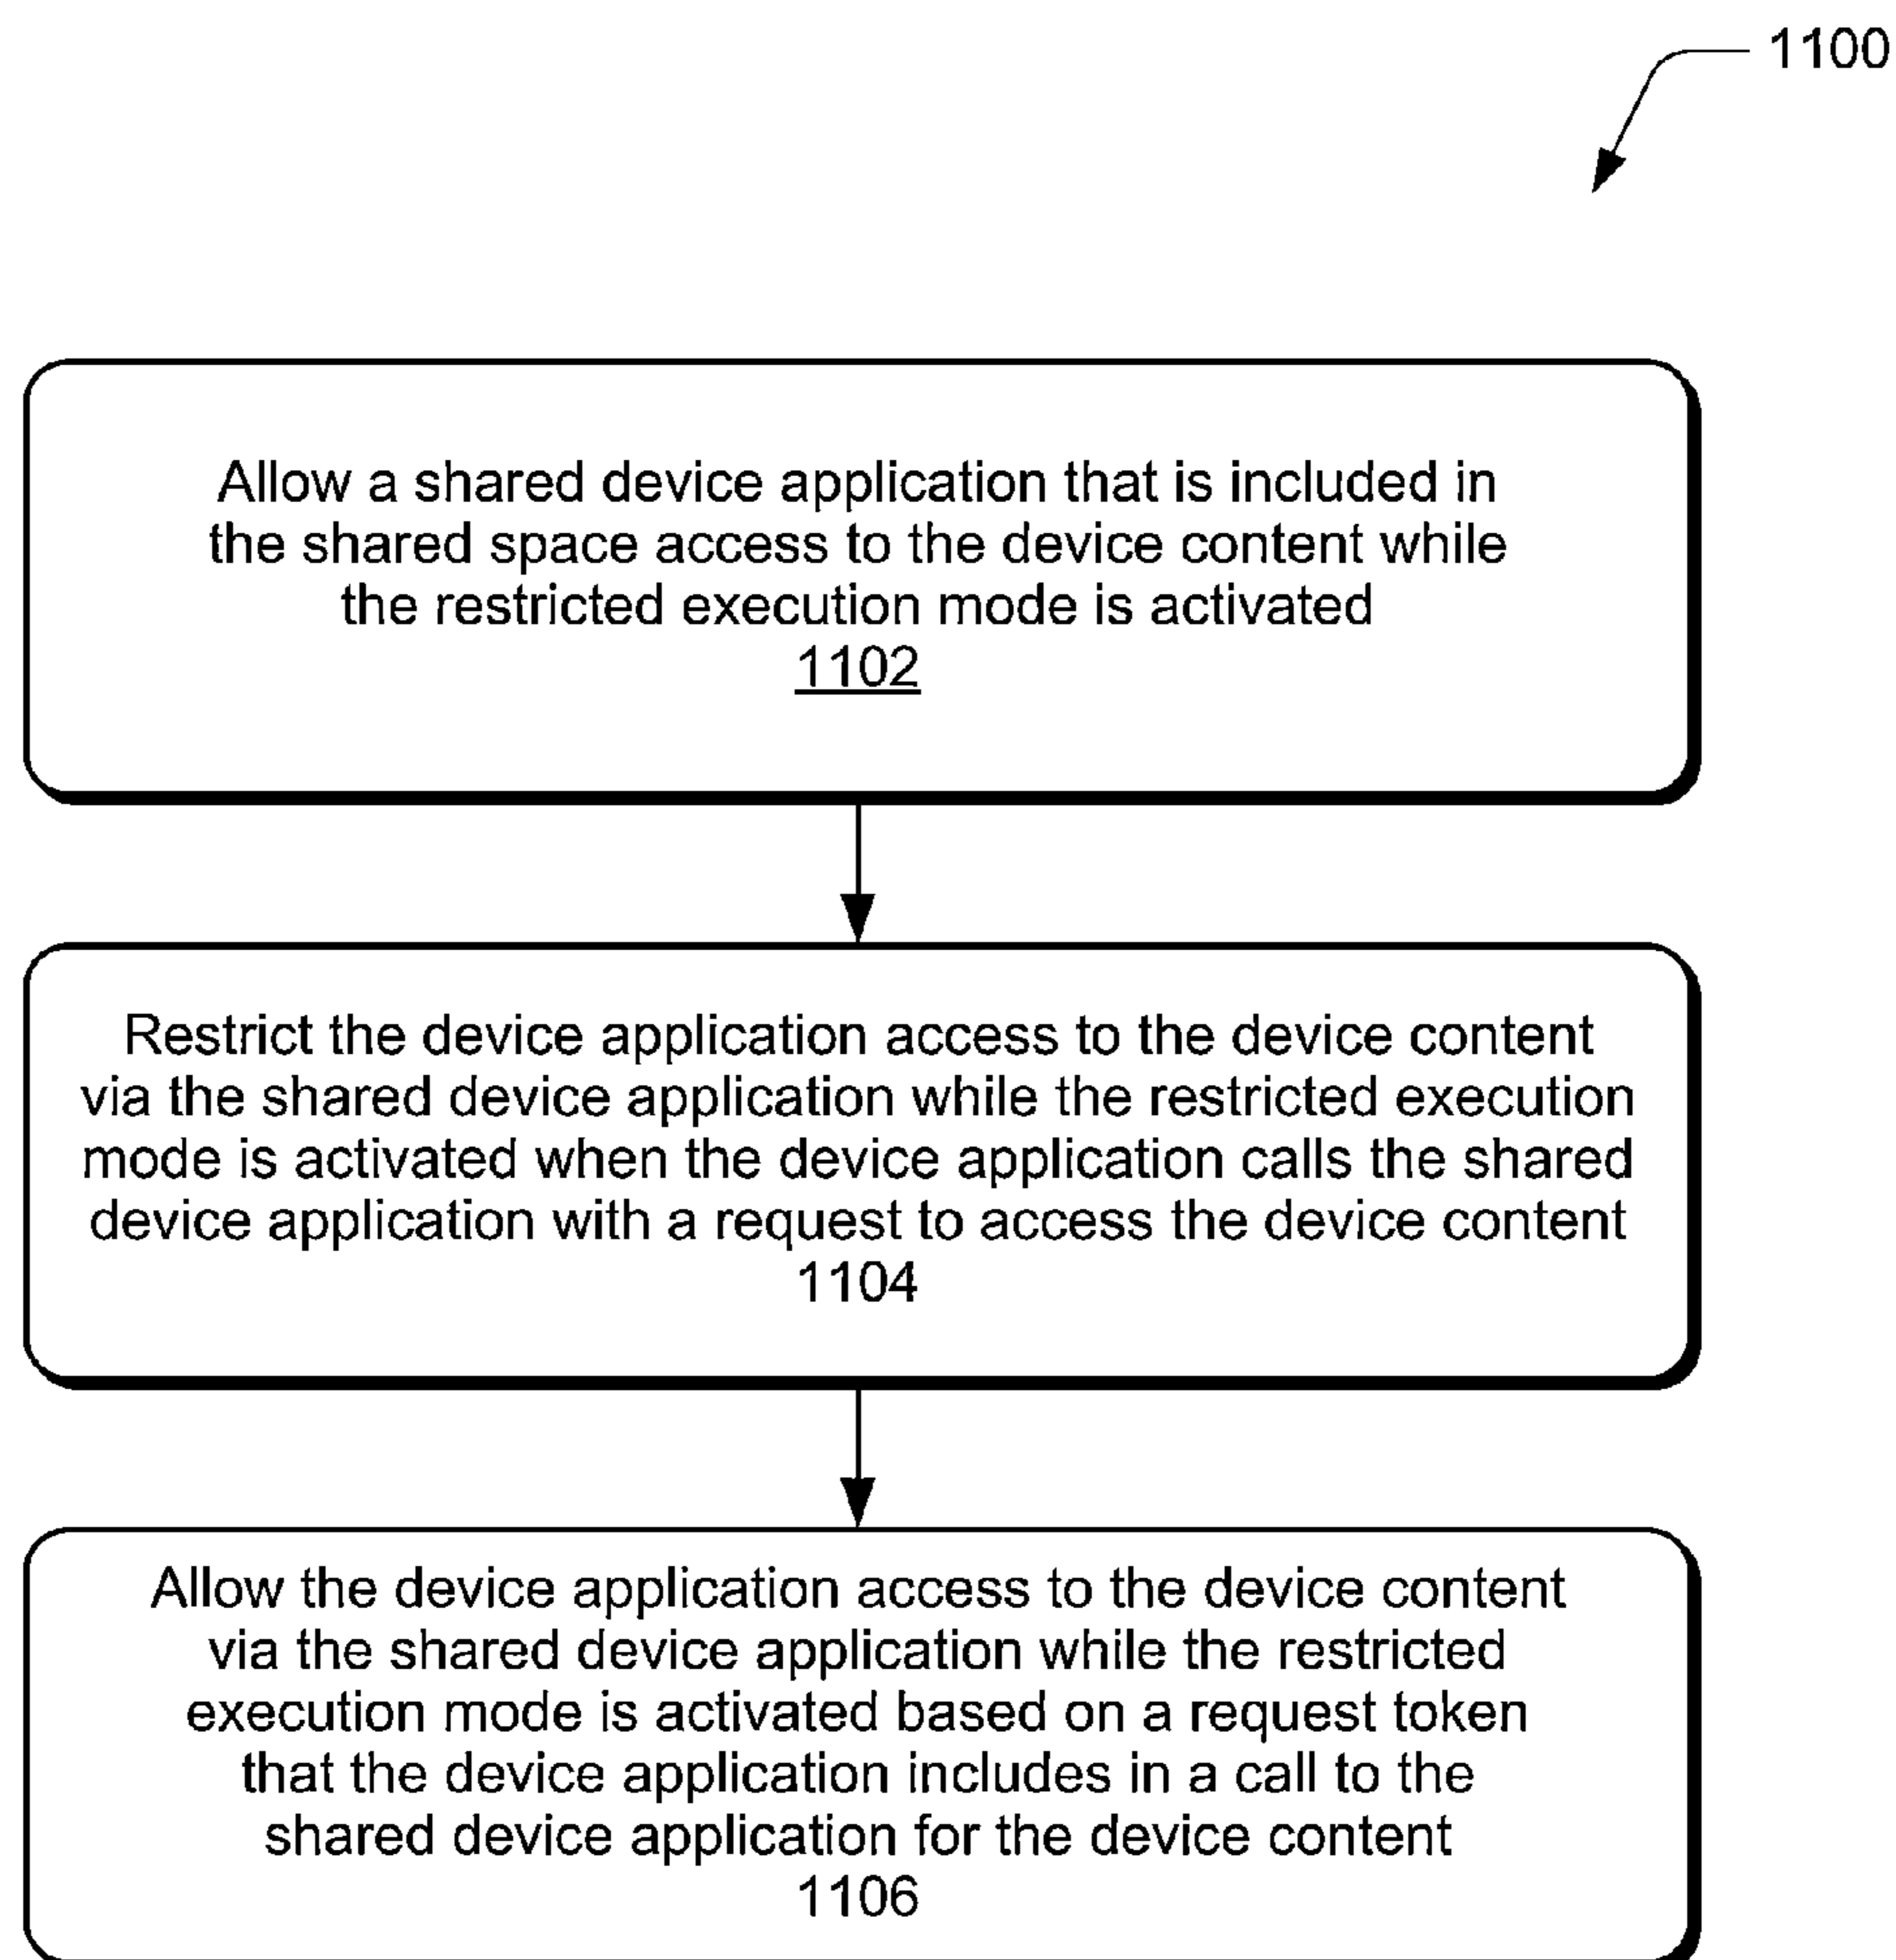 1100
Allow a shared device application that is included in
the shared space access to the device content while
the restricted execution mode is activated
1102
Restrict the device application access to the device content
via the shared device application while the restricted execution
mode is activated when the device application calls the shared
device application with a request to access the device content
1104
Allow the device application access to the device content
via the shared device application while the restricted
execution mode is activated based on a request token
that the device application includes in a call to the
shared device application for the device content
1106